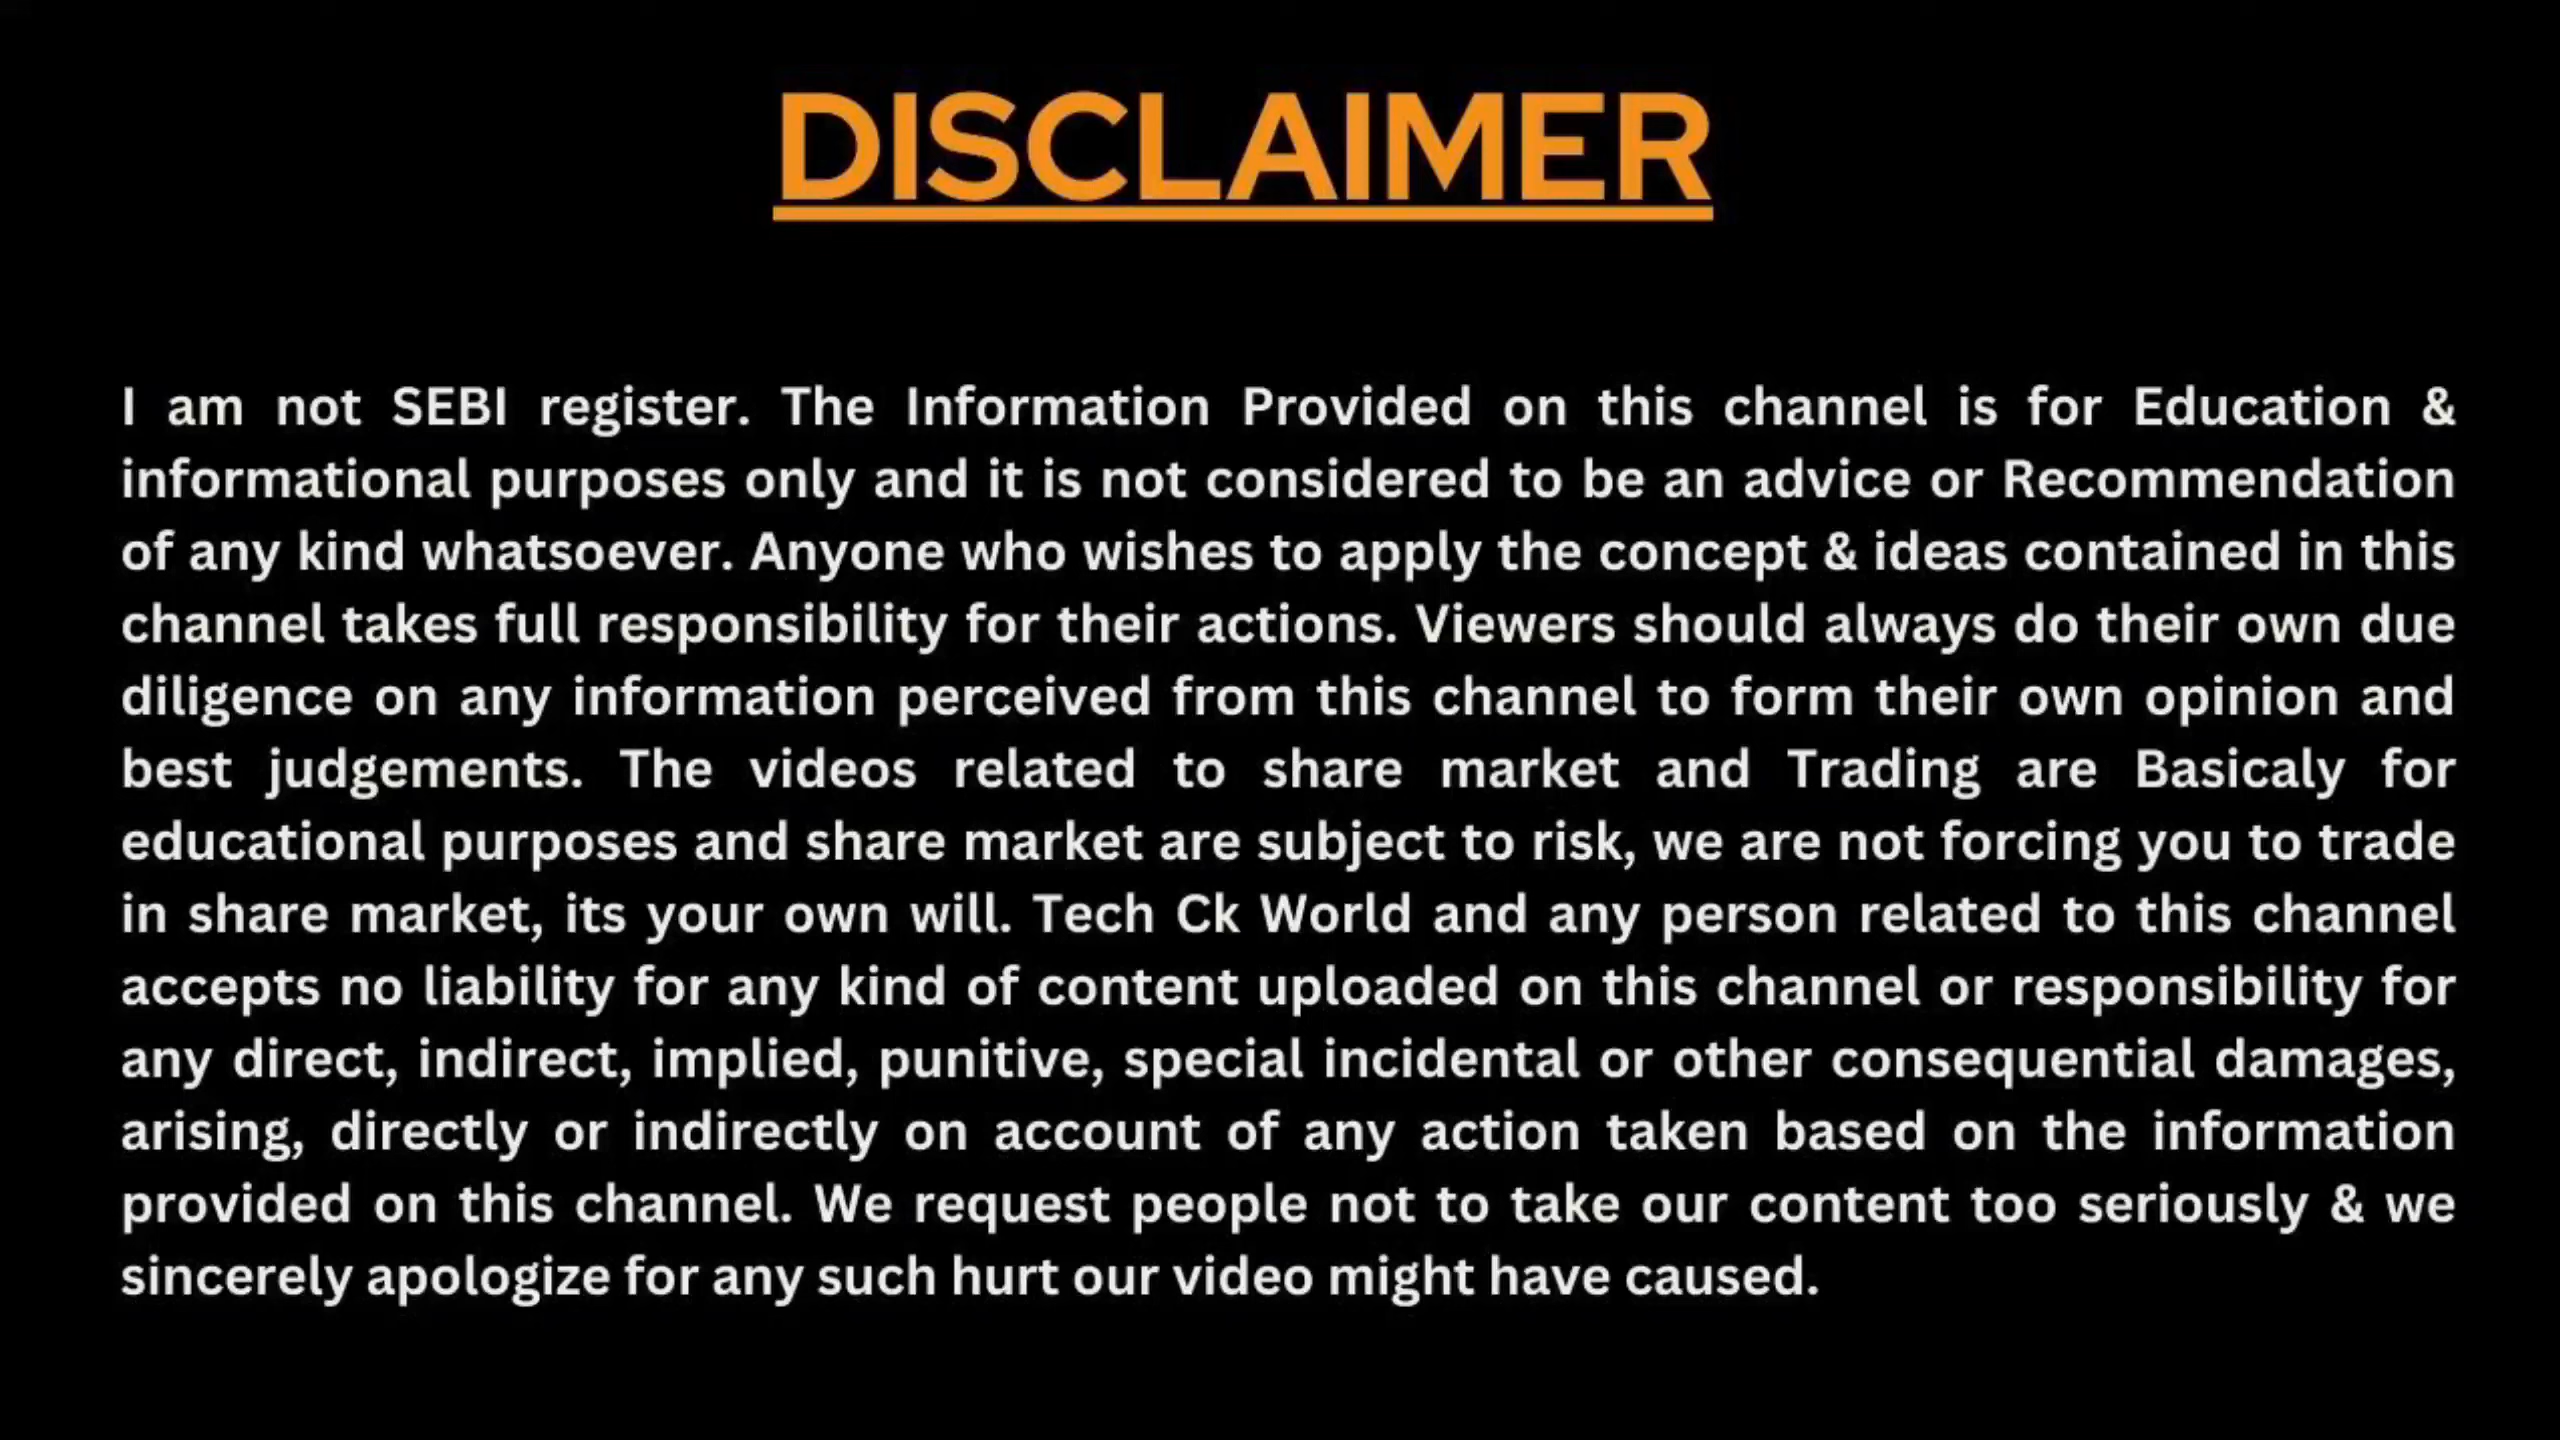 DISCLAIMER
I am not SEBI register. The Information Provided on this channel is for Education &
informational purposes only and it is not considered to be an advice or Recommendation
of any kind whatsoever. Anyone who wishes to apply the concept & ideas contained in this
channel takes full responsibility for their actions. Viewers should always do their own due
diligence on any information perceived from this channel to form their own opinion and
best judgements. The videos related to share market and Trading are Basicaly for
educational purposes and share market are subject to risk, we are not forcing you to trade
in share market, its your own will. Tech Ck World and any person related to this channel
accepts no liability for any kind of content uploaded on this channel or responsibility for
any direct, indirect, implied, punitive, special incidental or other consequential damages,
arising, directly or indirectly on account of any action taken based on the information
provided on this channel. We request people not to take our content too seriously & we
sincerely apologize for any such hurt our video might have caused.